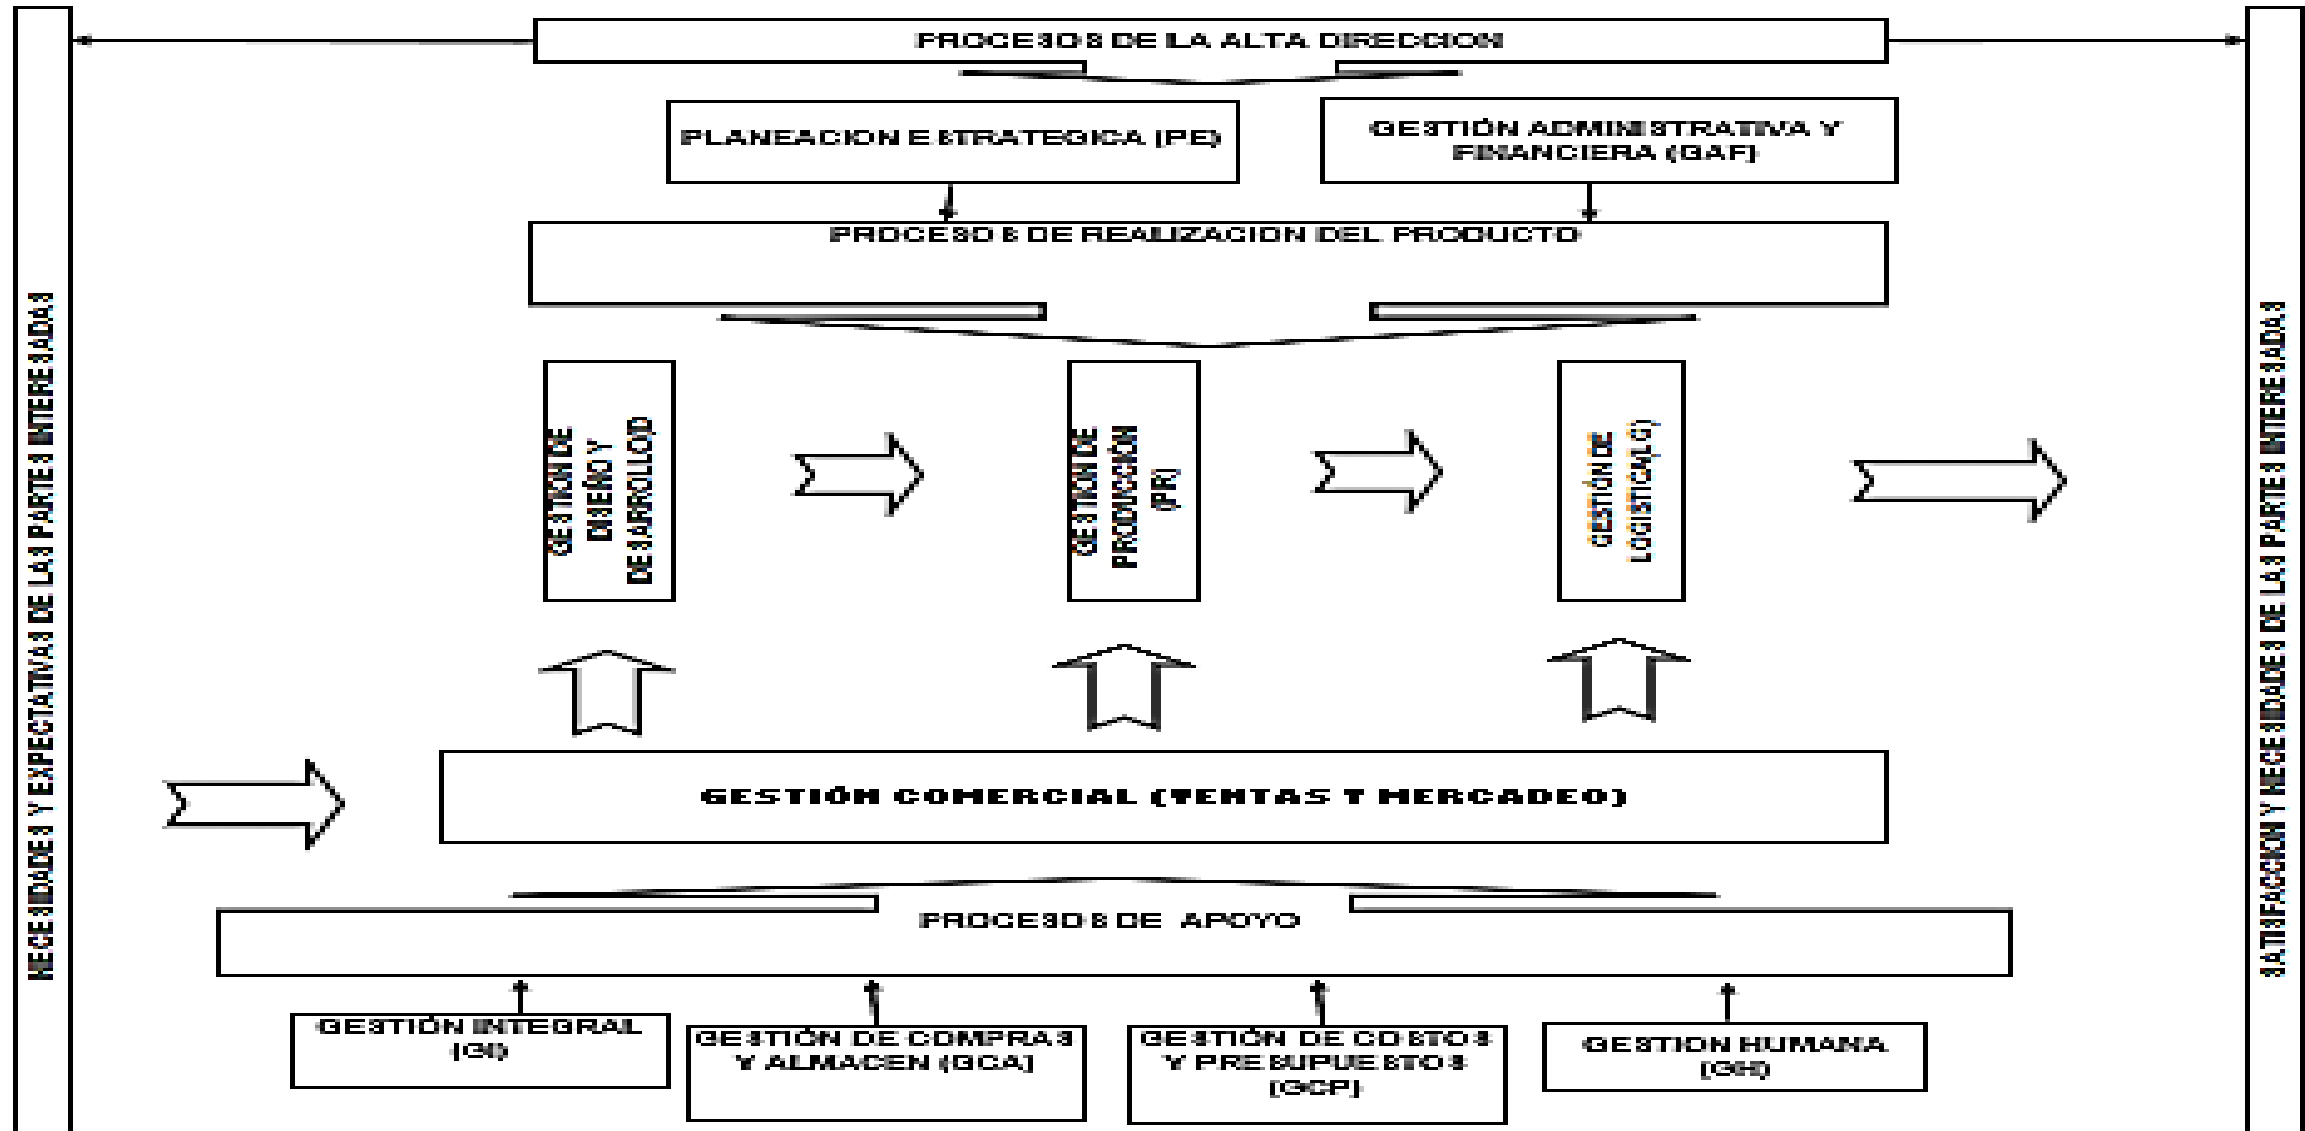 PROCESOS DE LA ALTA DIRECCION
PLANEACION ESTRATEGICA (PE)
GESTIÓN ADMINISTRATIVA Y
FINANCIERA (GAF)
PROCESOS DE REALIZACION DEL PRODUCTO
NECESIDADES Y EXPECTATIVAS DE LAS PARTES INTERESADAS
GESTION DE
DISEÑO Y
DESARROLLO(D
GESTION DE
PRODUCCIÓN
(PR)
GESTIÓN DE
LOGISTICA(LG)
SATISFACCION Y NECESIDADES DE LAS PARTES INTERESADAS
GESTIÓN COMERCIAL (VENTAS Y MERCADEO)
PROCESOS DE APOYO
GESTIÓN INTEGRAL
(GI)
GESTIÓN DE COMPRAS
Y ALMACEN (GCA)
GESTIÓN DE COSTOS
Y PRESUPUESTOS
(GCP)
GESTION HUMANA
(GH)